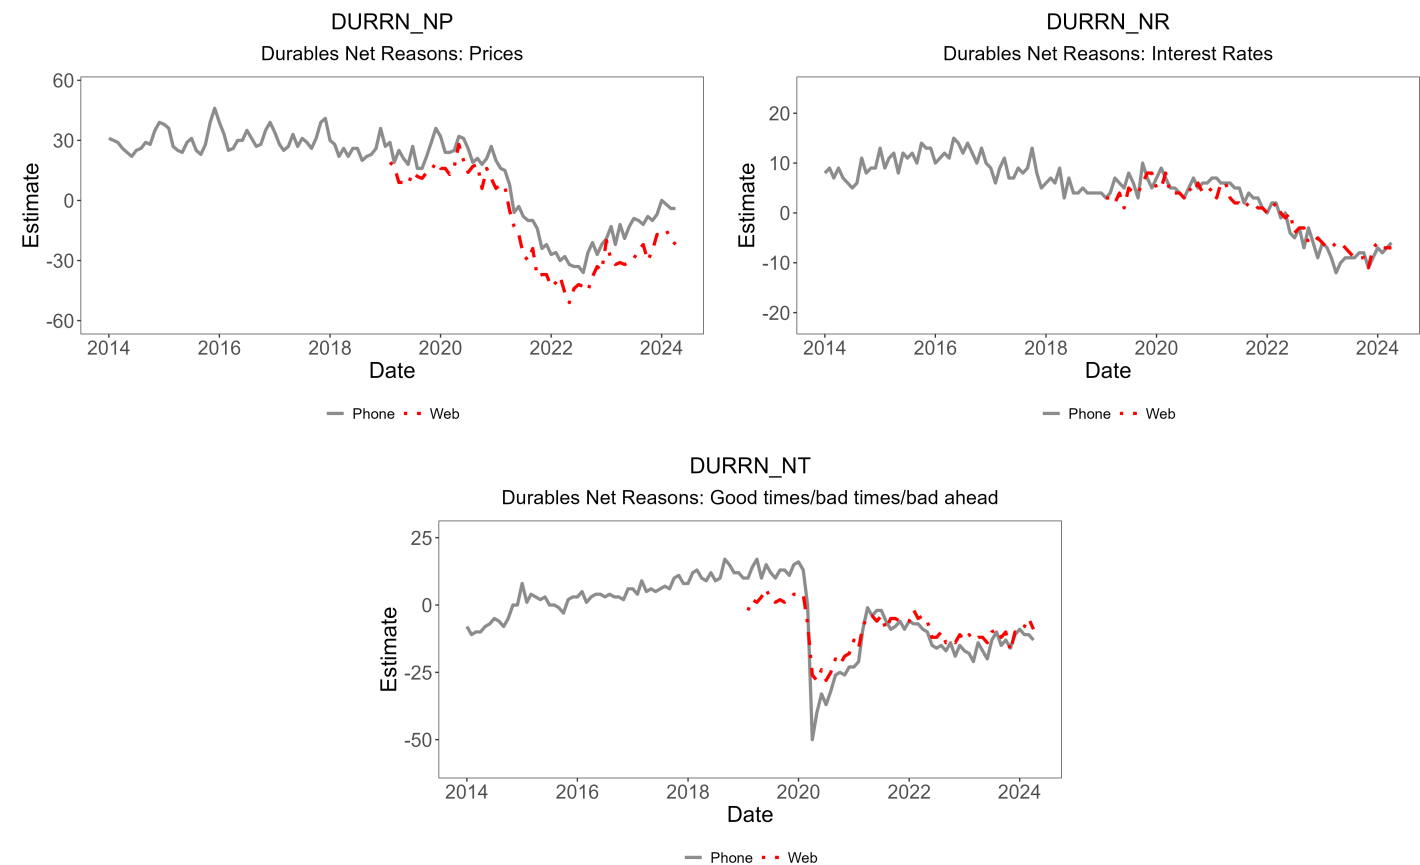 DURRN_NP
Durables Net Reasons: Prices
60
30
0
-30
-60
Estimate
2014 2016 2018 2020 2022 2024
Date
Phone Web
DURRN_NR
Durables Net Reasons: Interest Rates
20
10
0
-10
-20
Estimate
2014 2016 2018 2020 2022 2024
Date
Phone Web
DURRN_NT
Durables Net Reasons: Good times/bad times/bad ahead
25
0
-25
-50
Estimate
2014 2016 2018 2020 2022 2024
Date
Phone Web